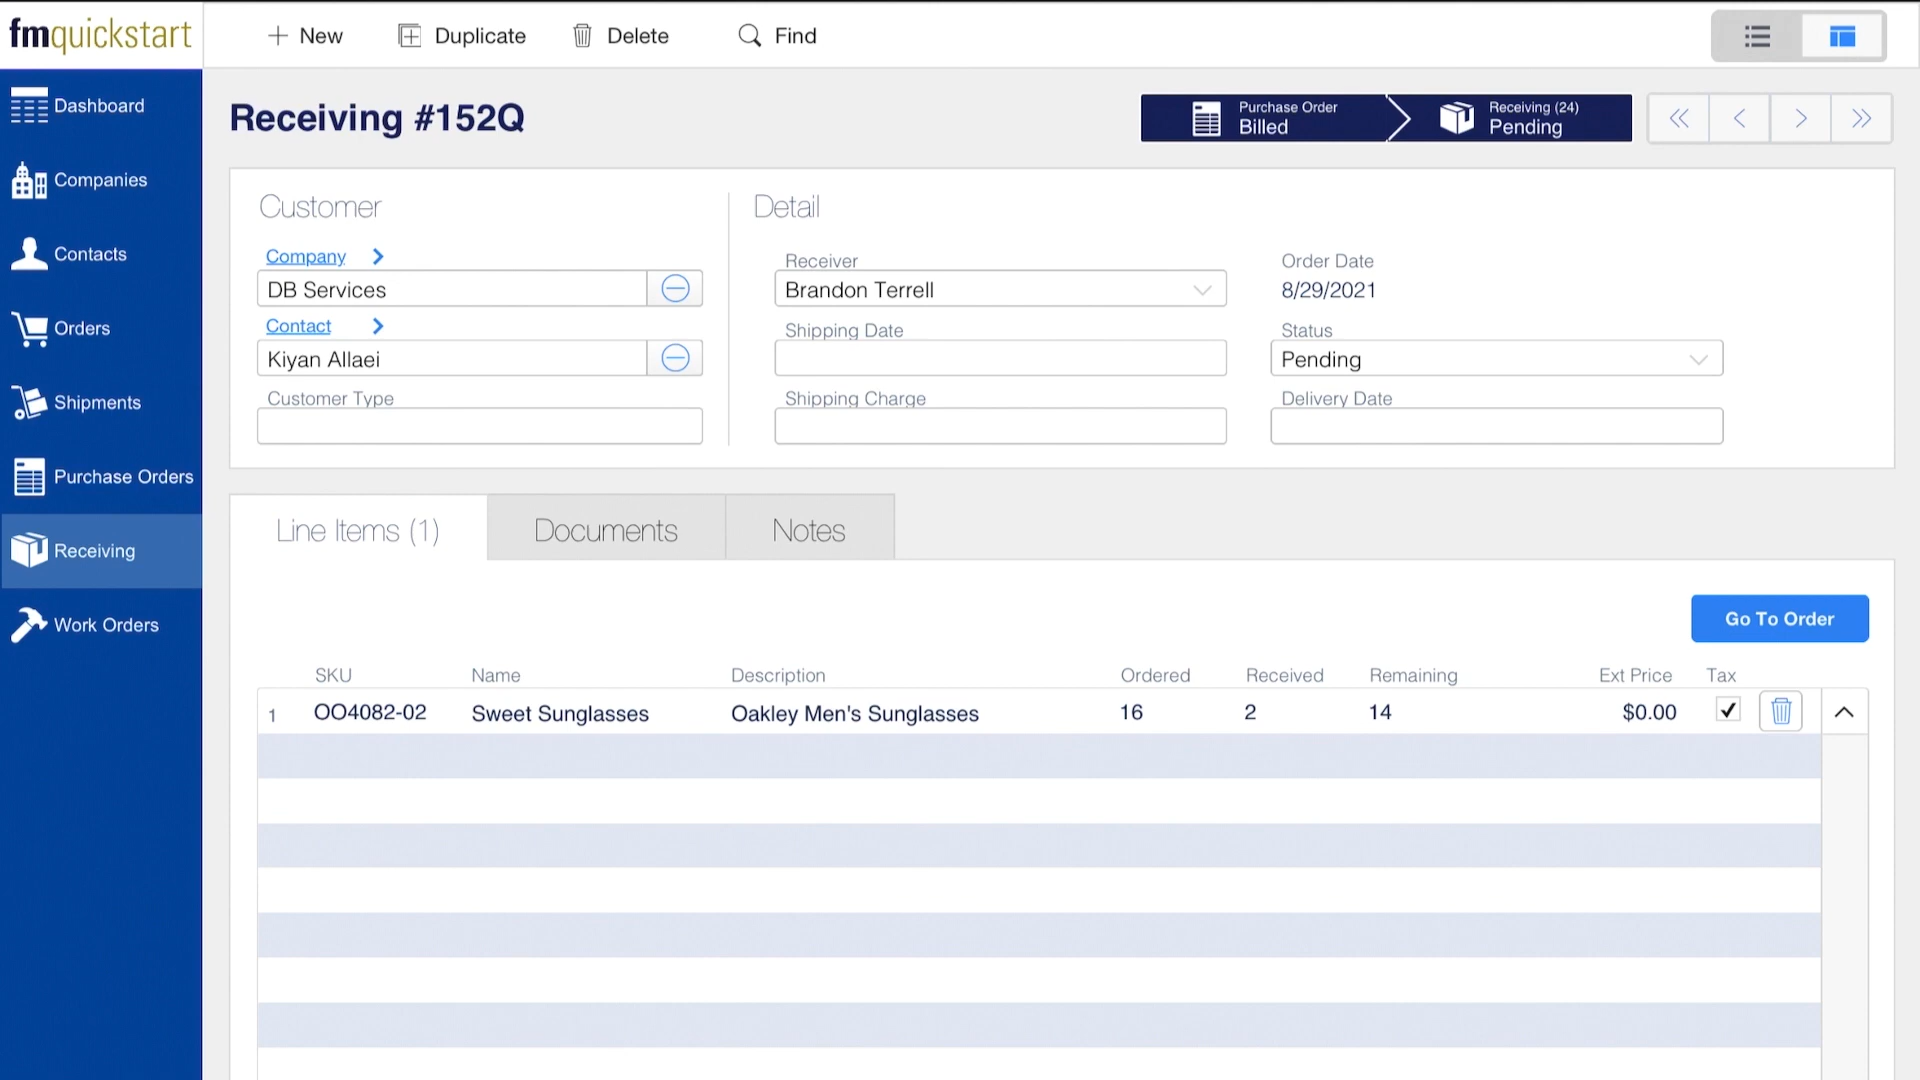 fmquickstart
New
Duplicate
Delete
Find
Dashboard
Companies
Contacts
Orders
Shipments
Purchase Orders
Receiving
Work Orders
Receiving #152Q
Purchase Order
Billed
Receiving (24)
Pending
Customer
Company
DB Services
Contact
Kiyan Allaei
Customer Type
Detail
Receiver
Brandon Terrell
Order Date
8/29/2021
Shipping Date
Status
Pending
Shipping Charge
Delivery Date
Line Items (1)
Documents
Notes
Go To Order
SKU Name Description Ordered Received Remaining Ext Price Tax
1 OO4082-02 Sweet Sunglasses Oakley Men's Sunglasses 16 2 14 $0.00